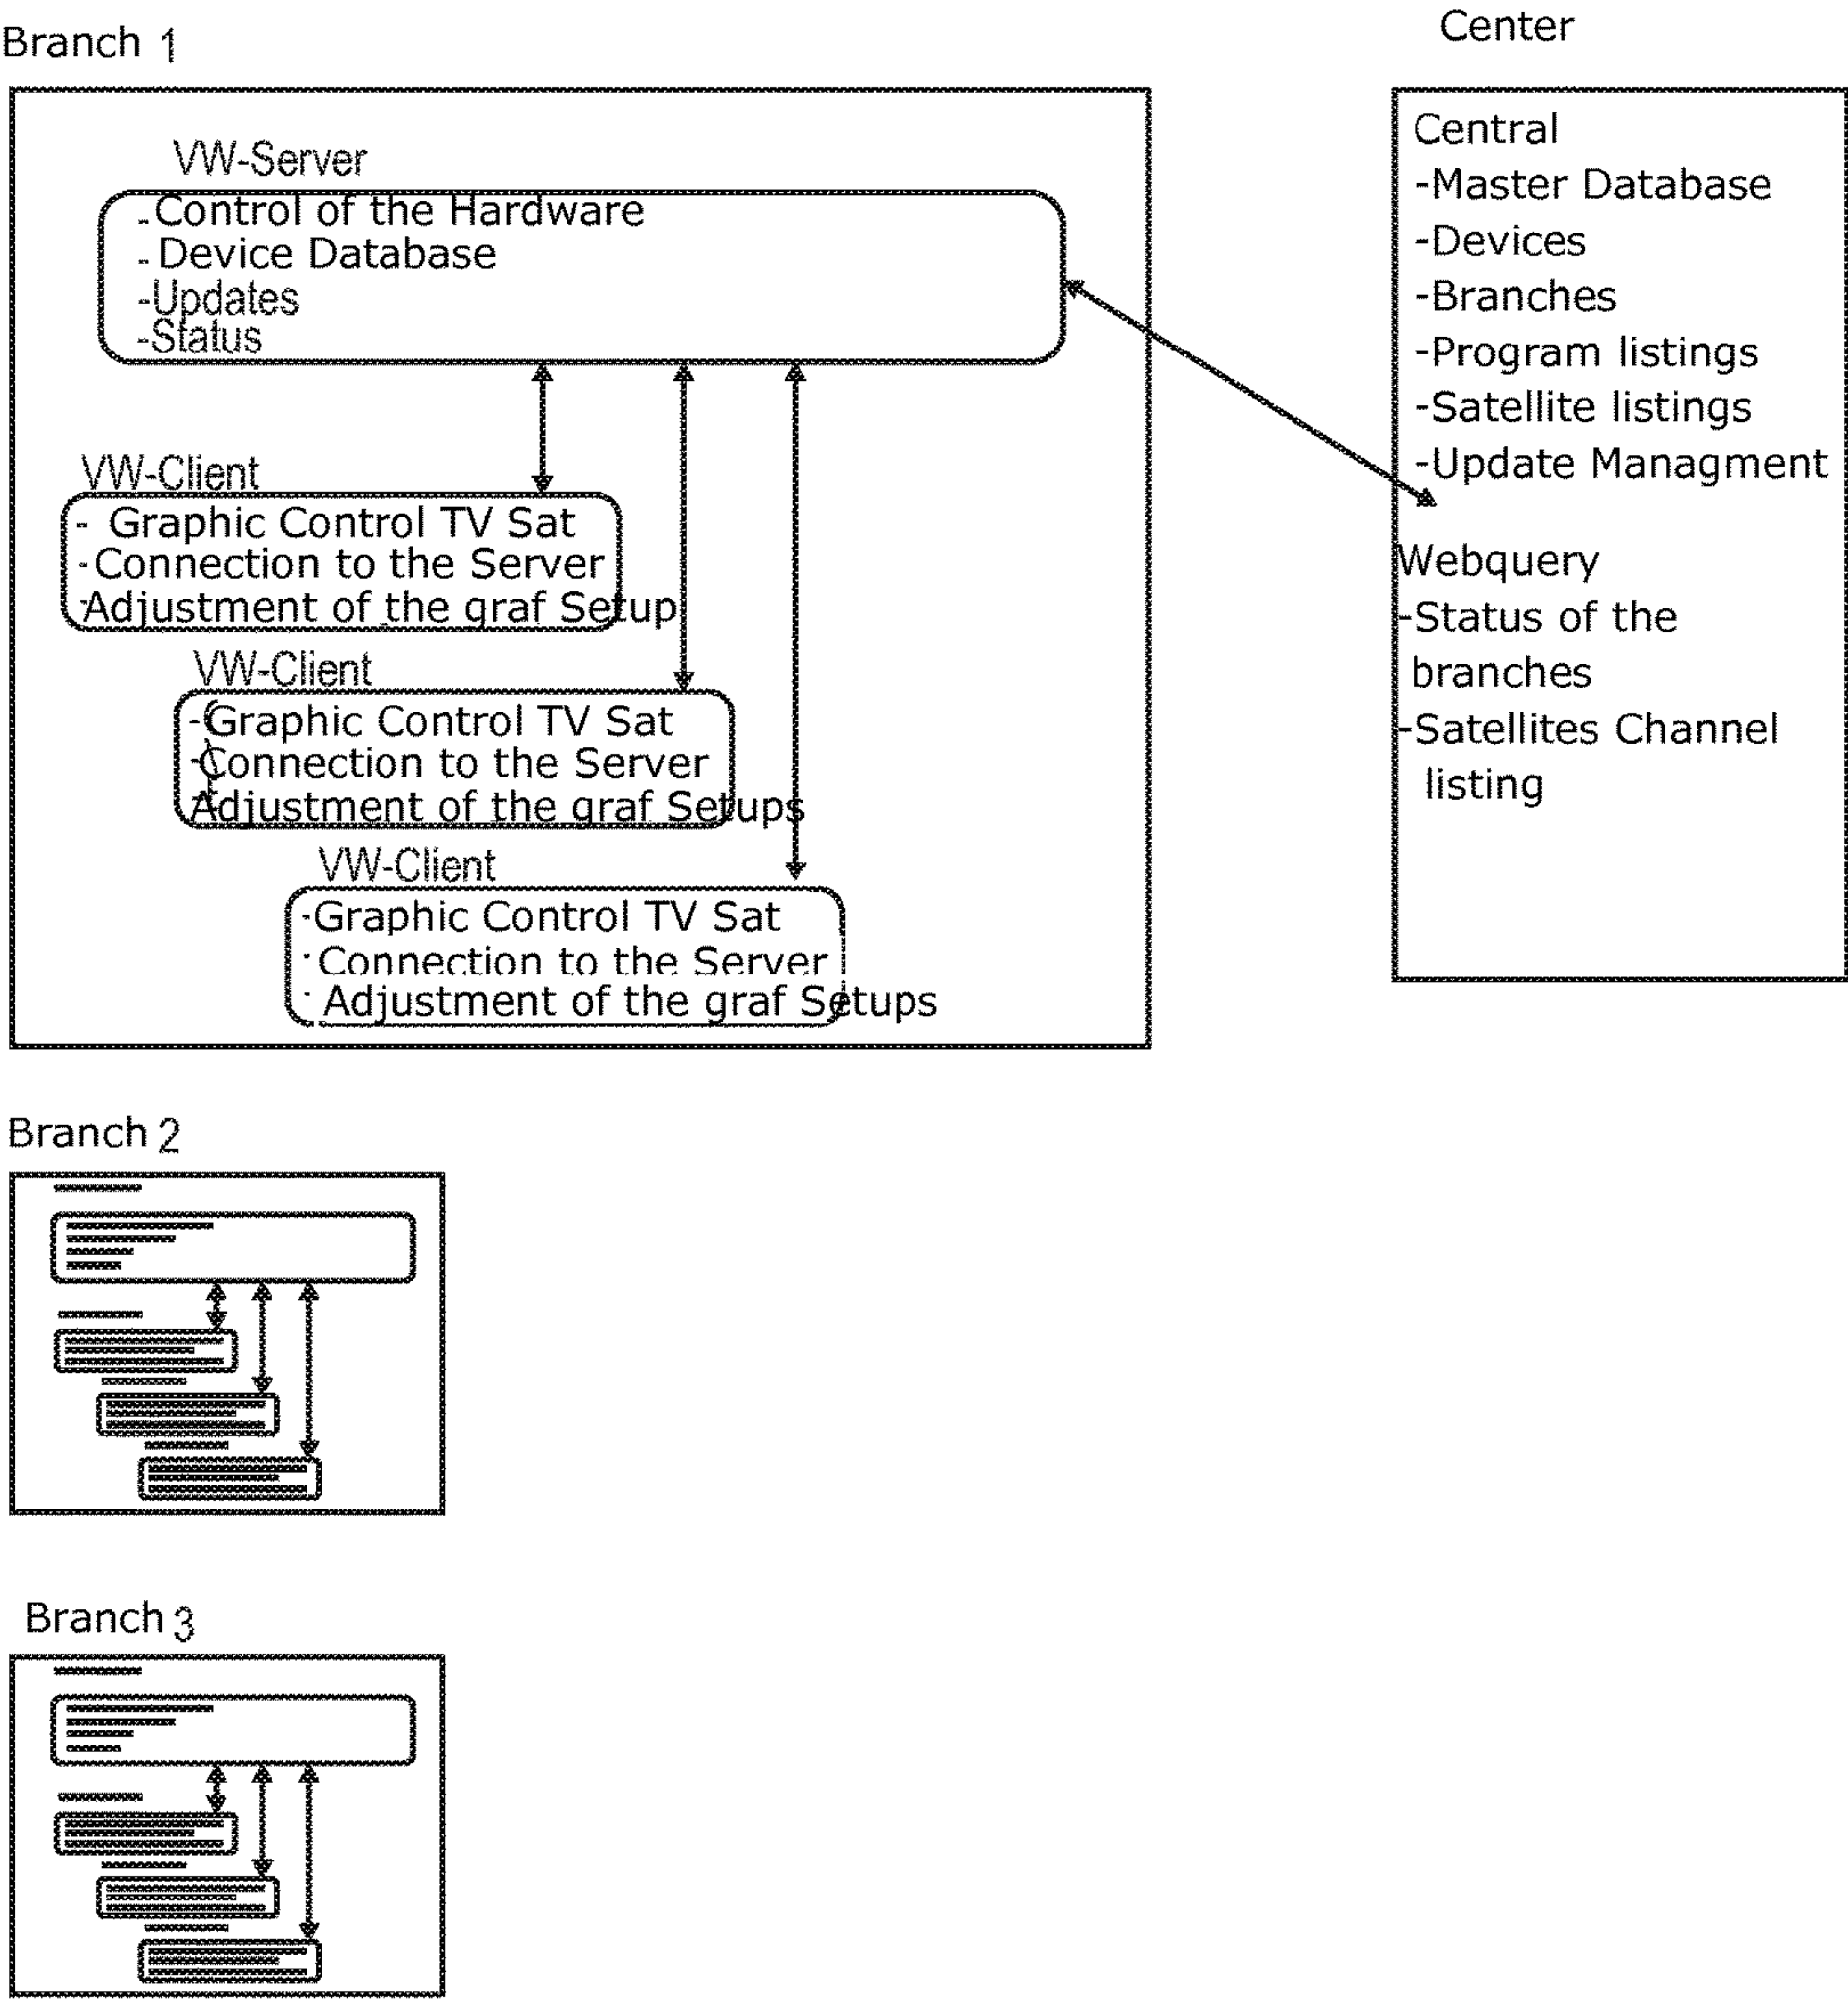 Branch 1
VW-Server
-Control of the Hardware
-Device Database
-Updates
-Status
VW-Client
- Graphic Control TV Sat
-Connection to the Server
-Adjustment of the graf Setup
VW-Client
-Graphic Control TV Sat
-Connection to the Server
Adjustment of the graf Setups
VW-Client
-Graphic Control TV Sat
-Connection to the Server
-Adjustment of the graf Setups
Center
Central
-Master Database
-Devices
-Branches
-Program listings
-Satellite listings
-Update Managment
Webquery
-Status of the
branches
-Satellites Channel
listing
Branch 2
Branch 3